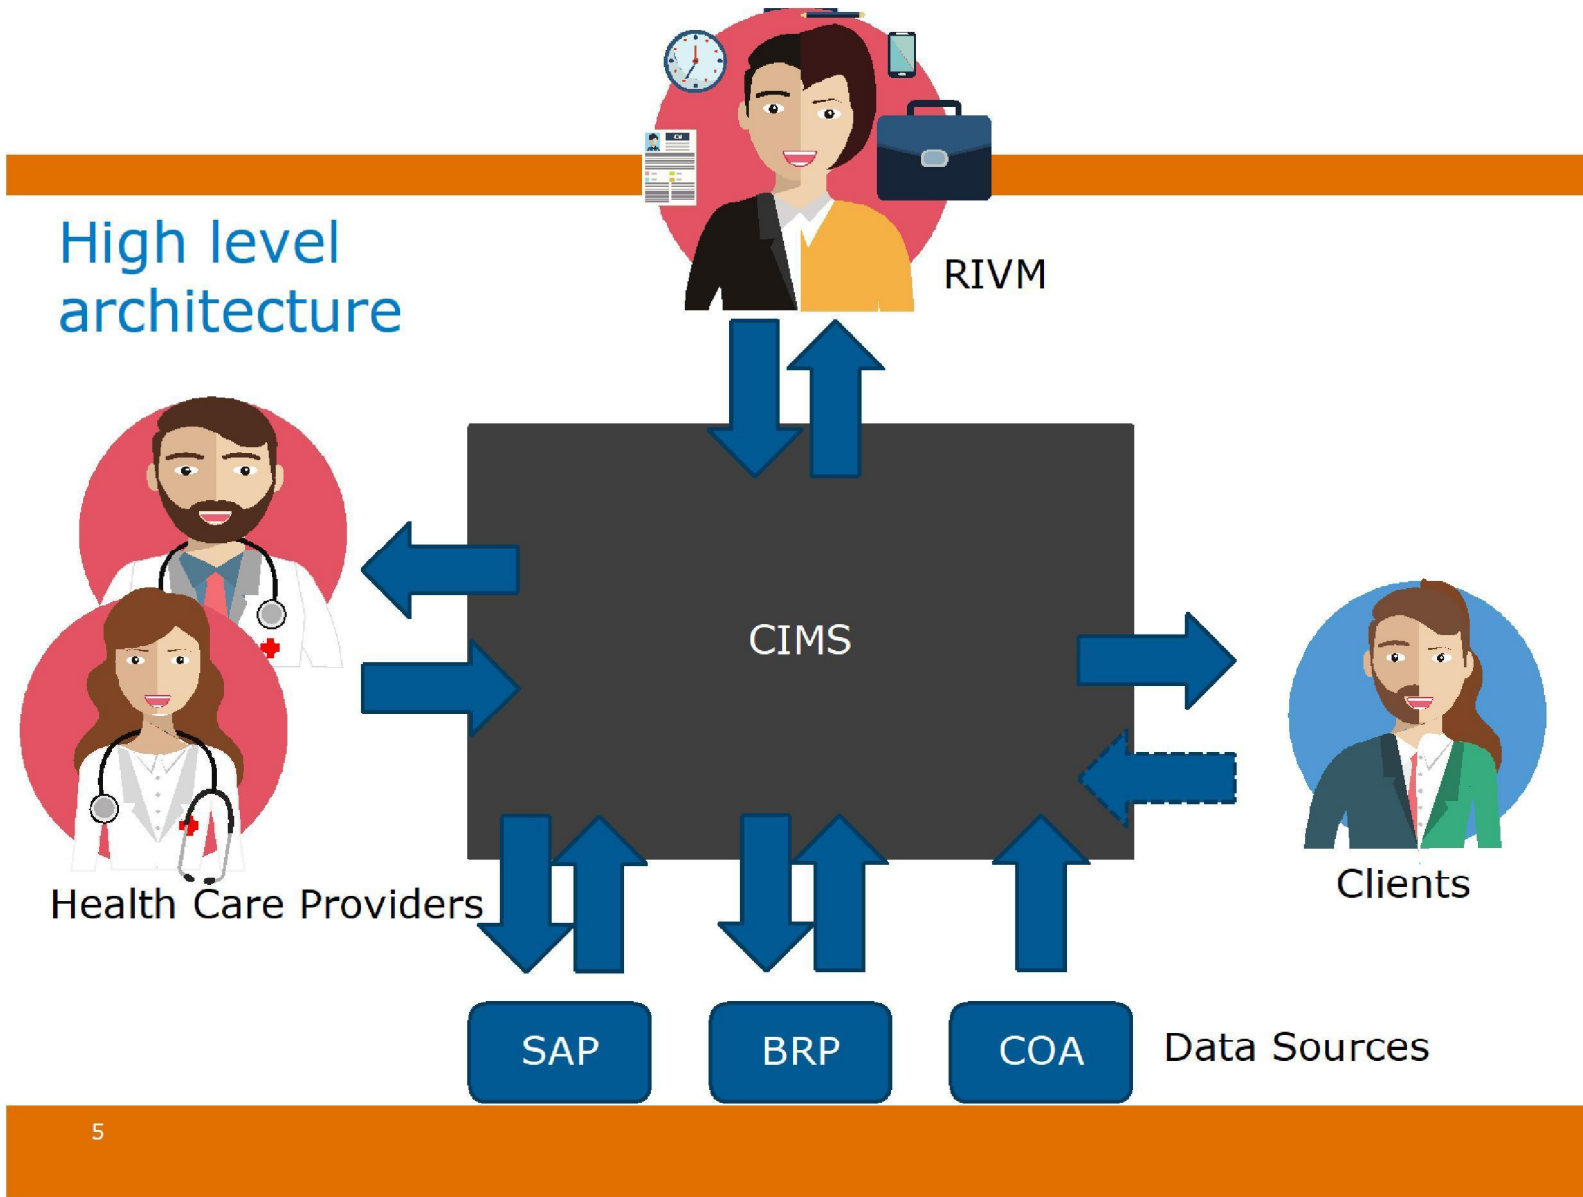 RIVM
High level
architecture
CIMS
Health Care Providers
Clients
SAP
BRP
COA
Data Sources
5